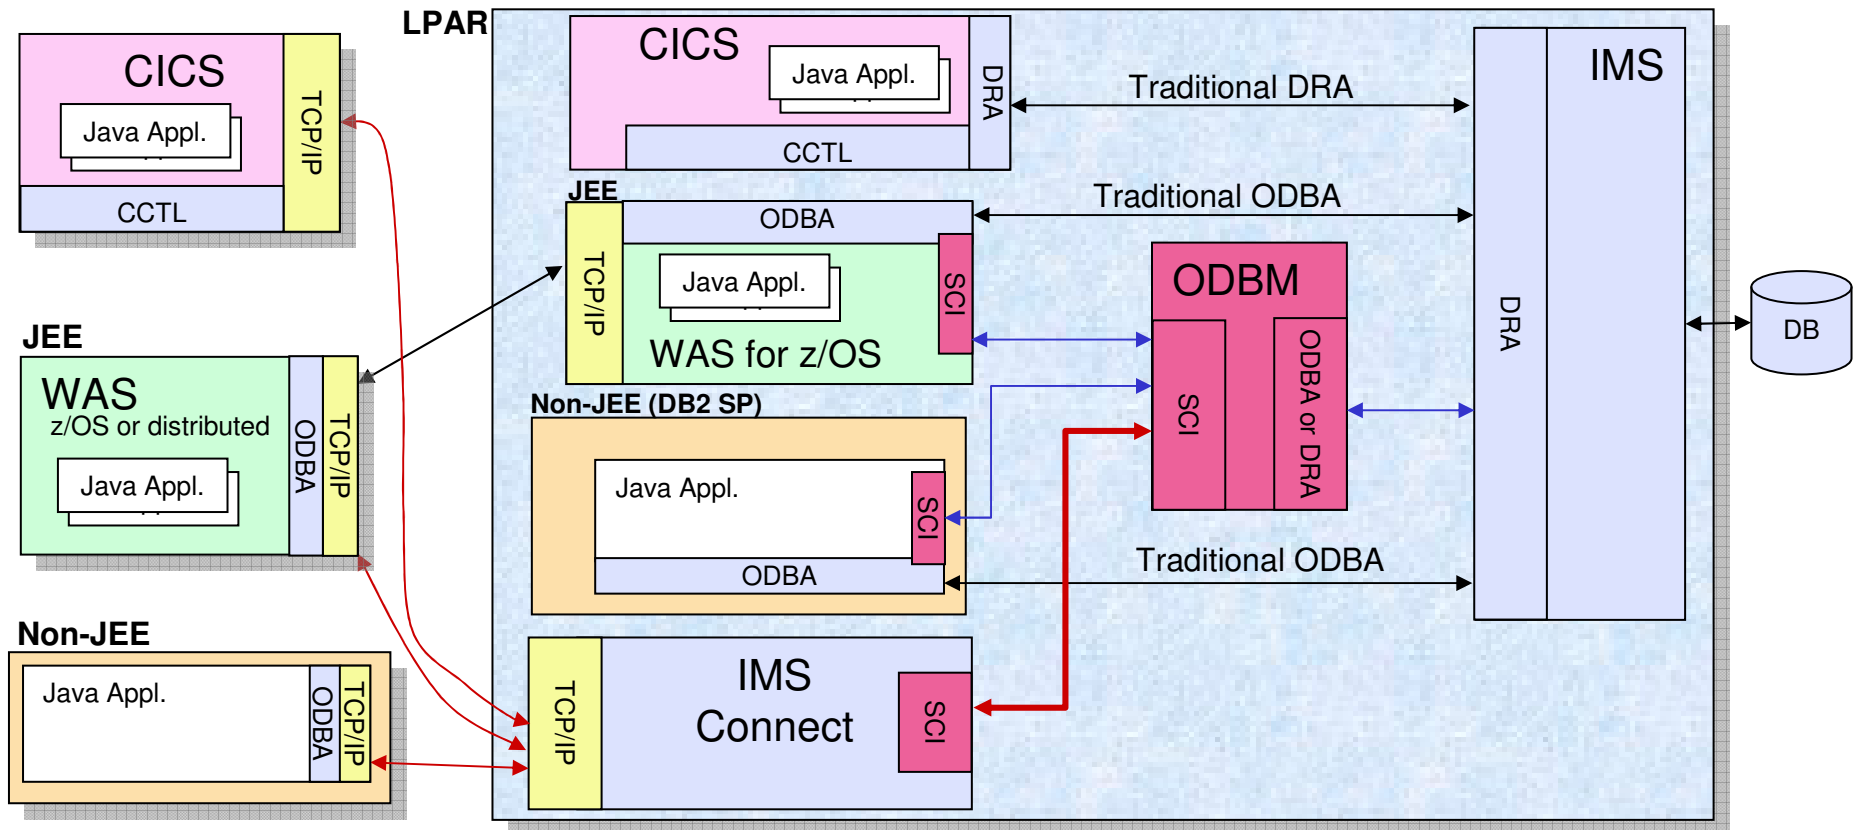 LPAR
CICS
Java Appl.
TCP/IP
CCTL
JEE
WAS
z/OS or distributed
Java Appl.
ODBA
TCP/IP
Non-JEE
Java Appl.
ODBA
TCP/IP
CICS
Java Appl.
DRA
CCTL
Traditional DRA
JEE
TCP/IP
ODBA
Java Appl.
SCI
WAS for z/OS
Traditional ODBA
Non-JEE (DB2 SP)
Java Appl.
SCI
ODBA
Traditional ODBA
TCP/IP
IMS
Connect
SCI
ODBM
SCI
ODBA or DRA
DRA
IMS
DB